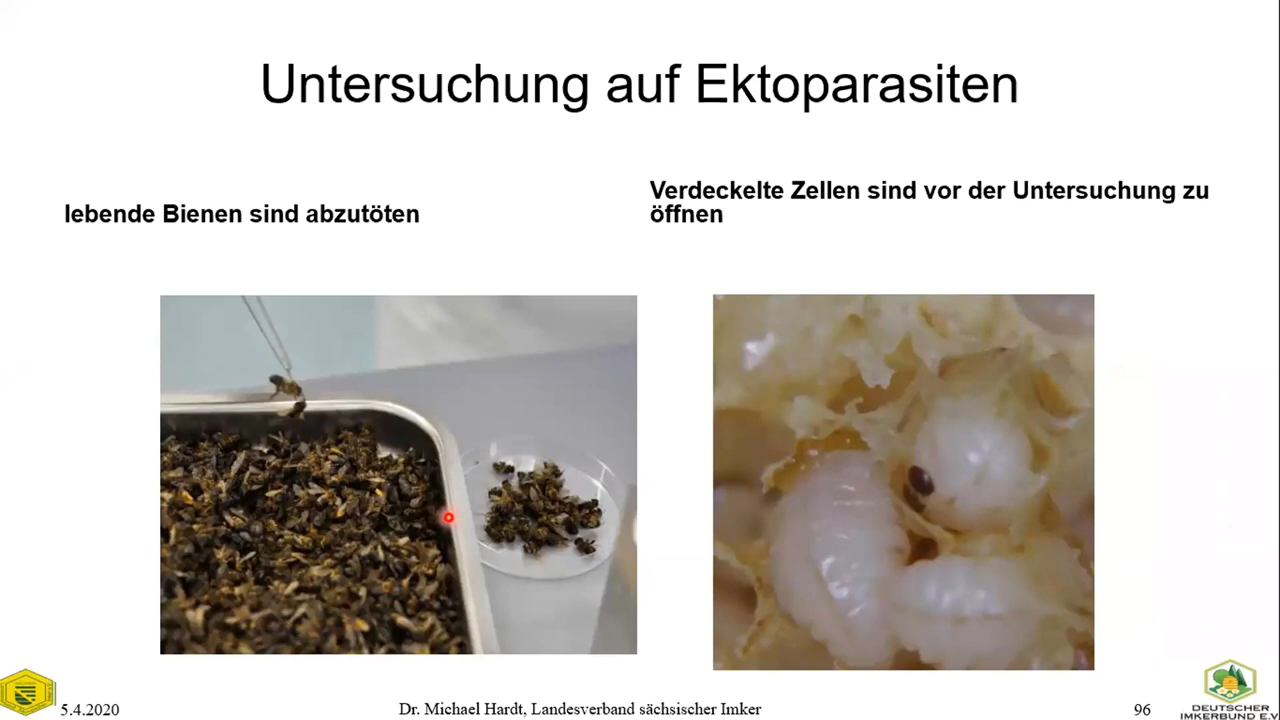 Untersuchung auf Ektoparasiten
lebende Bienen sind abzutöten
Verdeckelte Zellen sind vor der Untersuchung zu
öffnen
5.4.2020
Dr. Michael Hardt, Landesverband sächsischer Imker
96
DEUTSCHER
IMKERBUND E.V